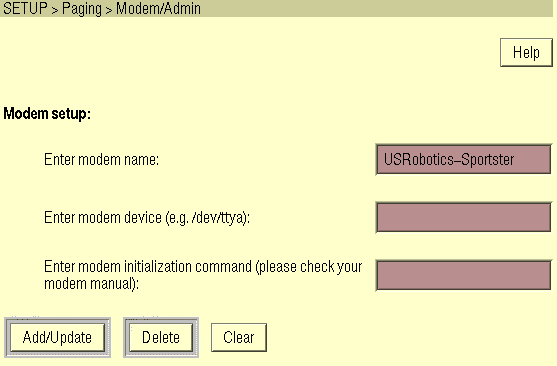 SETUP > Paging > Modem/Admin
Help
Modem setup:
Enter modem name:
USRobotics–Sportster
Enter modem device (e.g. /dev/ttya):
Enter modem initialization command (please check your
modem manual):
Add/Update
Delete
Clear